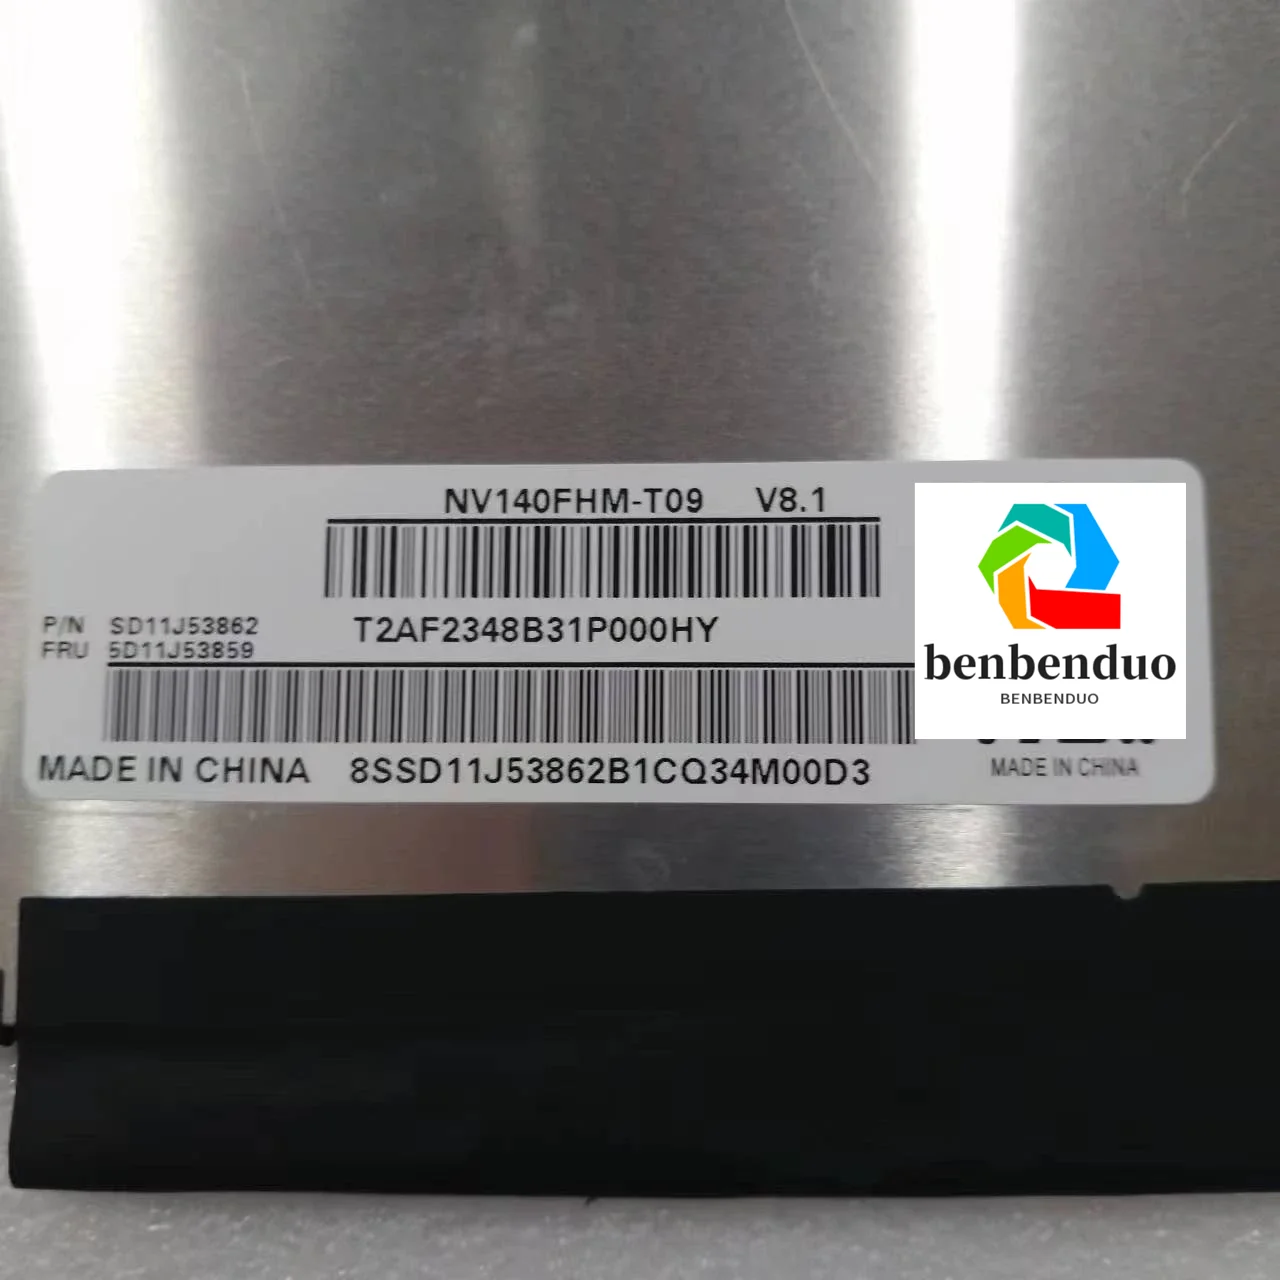 NV140FHM-T09 V8.1
P/N SD11J53862
FRU 5D11J53859
T2AF2348B31P000HY
MADE IN CHINA 8SSD11J53862B1CQ34M00D3
benbenduo
BENBENDUO
MADE IN CHINA